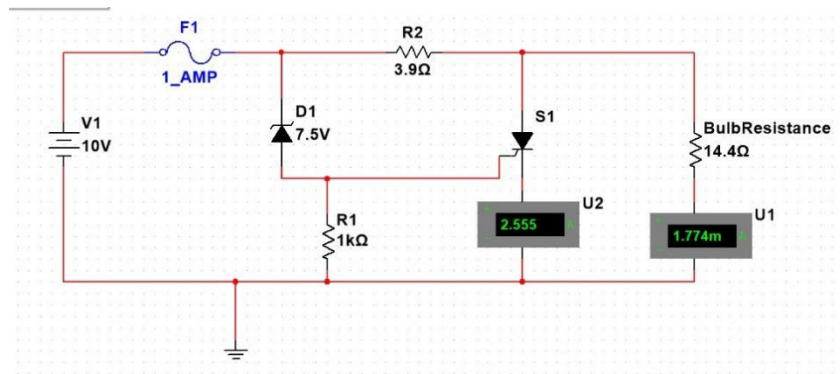 F1
1_AMP
R2
3.9Ω
V1
10V
D1
7.5V
S1
BulbResistance
14.4Ω
R1
1kΩ
U2
2.555 A
U1
1.774m A